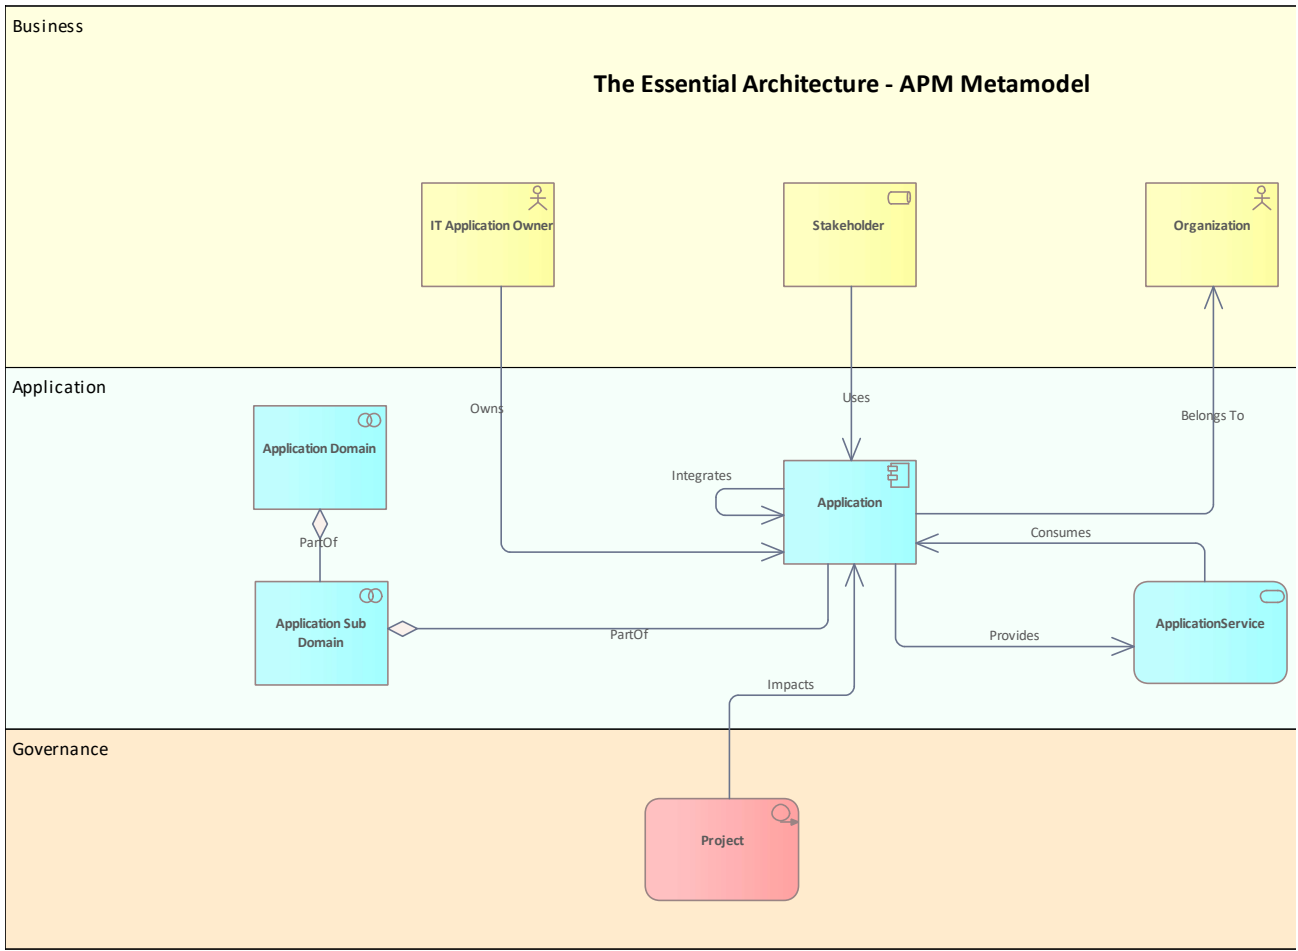 Business
The Essential Architecture - APM Metamodel
IT Application Owner
Stakeholder
Organization
Application
Owns
Uses
Belongs To
Application Domain
Integrates
Application
Consumes
PartOf
Application Sub
Domain
PartOf
Provides
ApplicationService
Impacts
Governance
Project